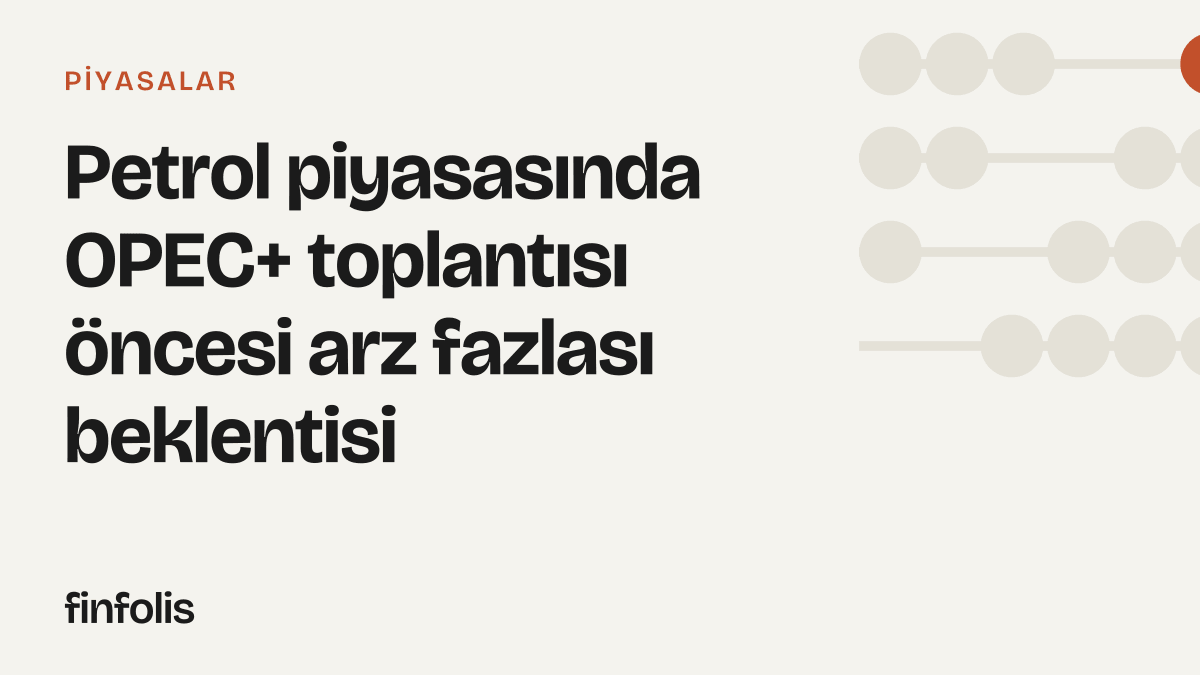 PİYASALAR
Petrol piyasasında
OPEC+ toplantısı
öncesi arz fazlası
beklentisi
finfolis